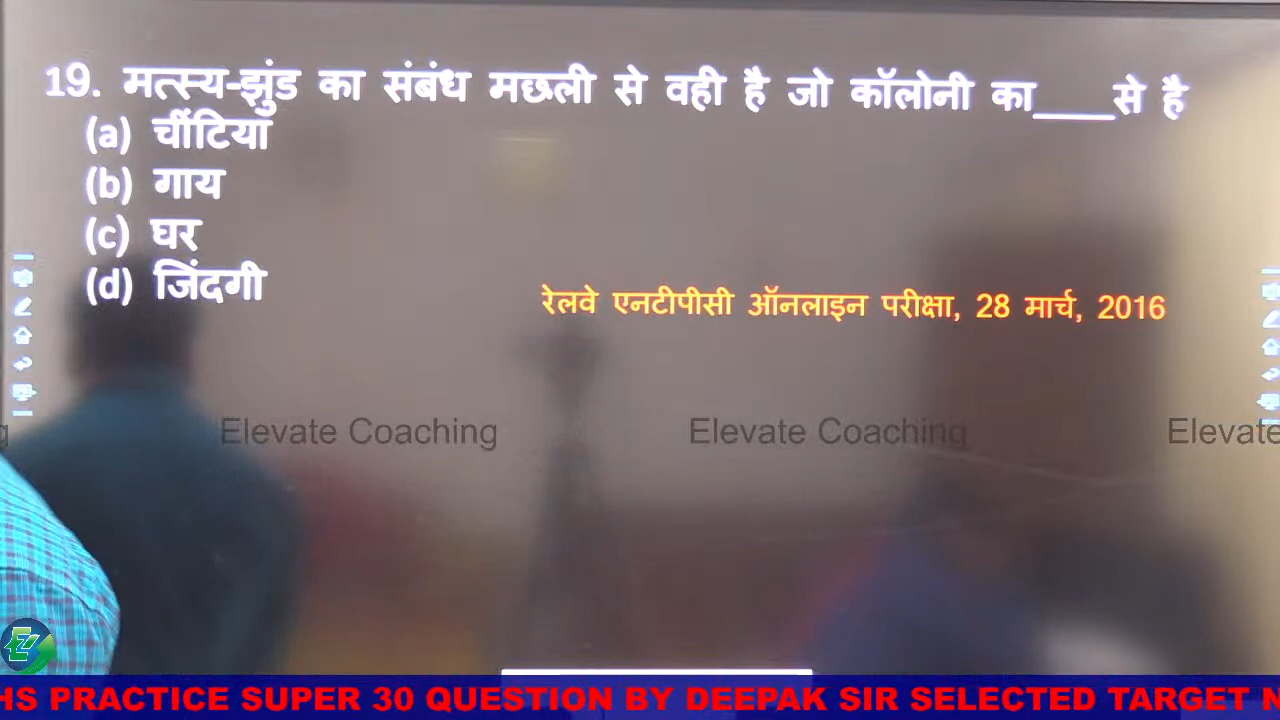 19. मत्स्य-झुंड का संबंध मछली से वही है जो कॉलोनी का____से है
(a) चींटियां
(b) गाय
(c) घर
(d) जिंदगी
रेलवे एनटीपीसी ऑनलाइन परीक्षा, 28 मार्च, 2016
Elevate Coaching Elevate Coaching Elevate
HS PRACTICE SUPER 30 QUESTION BY DEEPAK SIR SELECTED TARGET